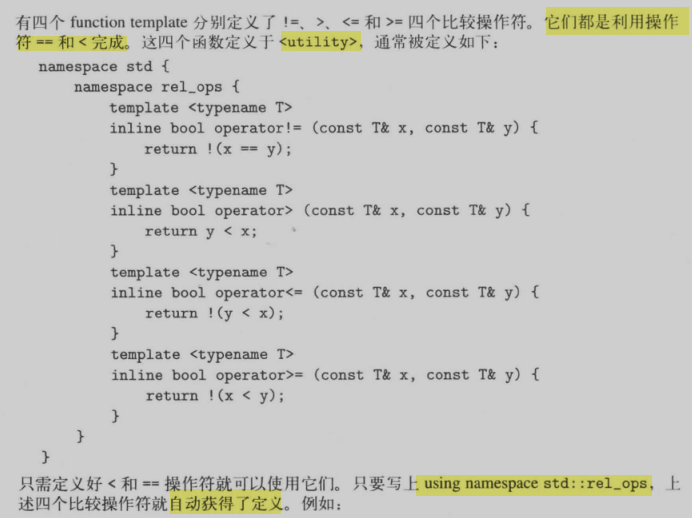 有四个 function template 分别定义了 !=、>、<= 和 >= 四个比较操作符。它们都是利用操作
符 == 和 < 完成。这四个函数定义于 <utility>，通常被定义如下：
namespace std {
namespace rel_ops {
template <typename T>
inline bool operator!= (const T& x, const T& y) {
return !(x == y);
}
template <typename T>
inline bool operator> (const T& x, const T& y) {
return y < x;
}
template <typename T>
inline bool operator<= (const T& x, const T& y) {
return !(y < x);
}
template <typename T>
inline bool operator>= (const T& x, const T& y) {
return !(x < y);
}
}
}
只需定义好 < 和 == 操作符就可以使用它们。只要写上 using namespace std::rel_ops，上
述四个比较操作符就自动获得了定义。例如：